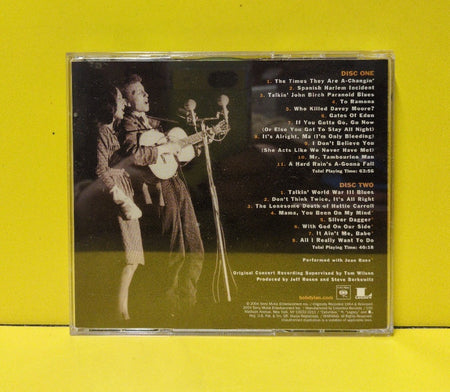 DISC ONE
1. The Times They Are A-Changin'
2. Spanish Harlem Incident
3. Talkin' John Birch Paranoid Blues
4. To Ramona
5. Who Killed Davey Moore?
6. Gates Of Eden
7. If You Gotta Go, Go Now
(Or Else You Got To Stay All Night)
8. It's Alright, Ma (I'm Only Bleeding)
9. I Don't Believe You
(She Acts Like We Never Have Met)
10. Mr. Tambourine Man
11. A Hard Rain's A-Gonna Fall
Total Playing Time: 63:56
DISC TWO
1. Talkin' World War III Blues
2. Don't Think Twice, It's All Right
3. The Lonesome Death of Hattie Carroll
4. Mama, You Been On My Mind*
5. Silver Dagger*
6. With God On Our Side*
7. It Ain't Me, Babe*
8. All I Really Want To Do
Total Playing Time: 40:18
Performed with Joan Baez*
Original Concert Recording Supervised by Tom Wilson
Produced by Jeff Rosen and Steve Berkowitz
bobdylan.com